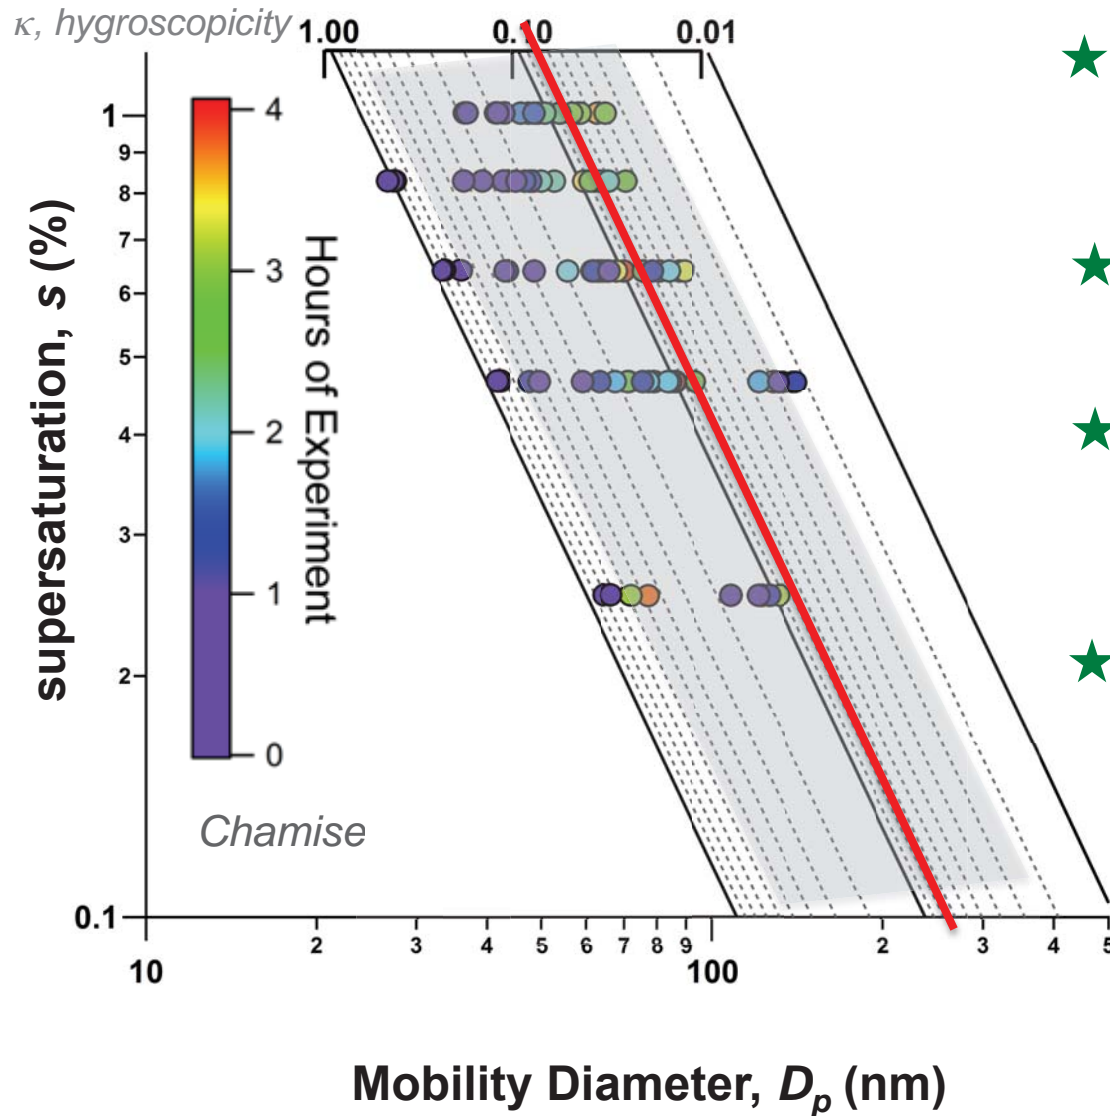 κ, hygroscopicity
1.00 0.10 0.01
supersaturation, s (%)
1
9
8
7
6
5
4
3
2
0.1
4
3
2
1
0
Hours of Experiment
Chamise
2 3 4 5 6 7 8 9 2 3 4 5
10 100
Mobility Diameter, Dp (nm)